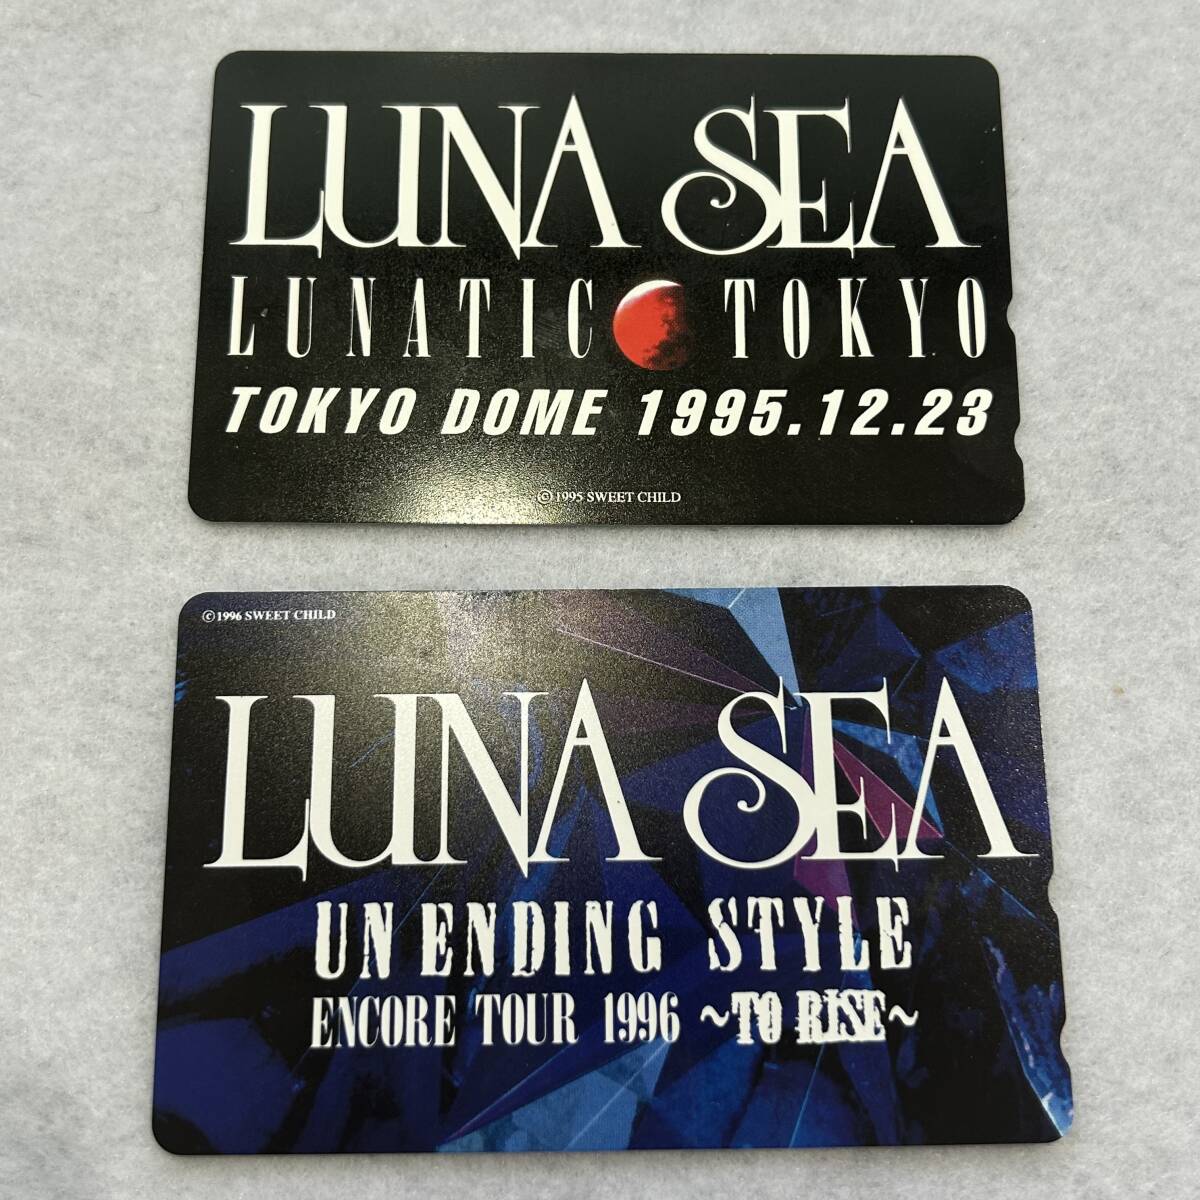 LUNA SEA
LUNATIC TOKYO
TOKYO DOME 1995.12.23
©1995 SWEET CHILD
©1996 SWEET CHILD
LUNA SEA
UN ENDING STYLE
ENCORE TOUR 1996 ~TO RISE~